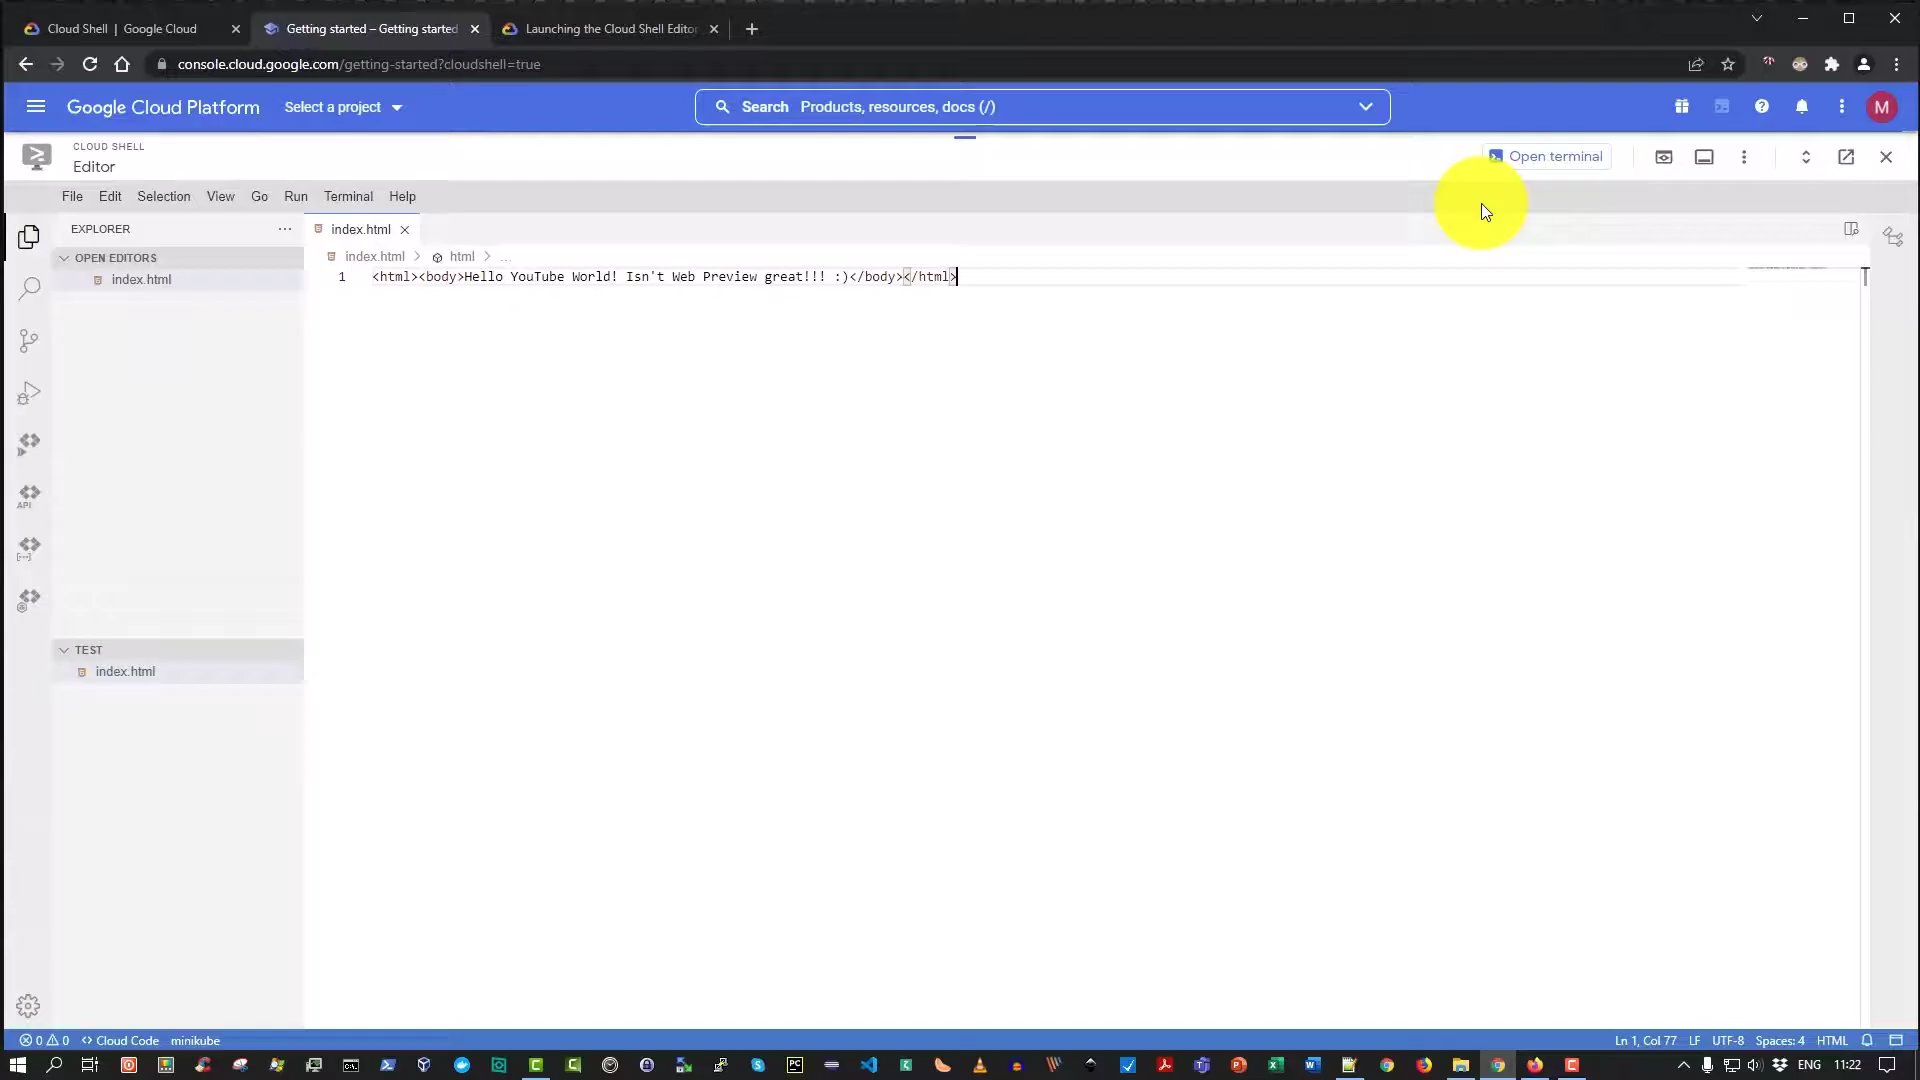 Cloud Shell | Google Cloud
Getting started – Getting started
Launching the Cloud Shell Editor
console.cloud.google.com/getting-started?cloudshell=true
Google Cloud Platform
Select a project
Search Products, resources, docs (/)
M
CLOUD SHELL
Editor
Open terminal
File Edit Selection View Go Run Terminal Help
EXPLORER
index.html
OPEN EDITORS
index.html > html > ...
index.html
1 <html><body>Hello YouTube World! Isn't Web Preview great!!! :)</body></html>
API
TEST
index.html
0 0 Cloud Code minikube
Ln 1, Col 77 LF UTF-8 Spaces: 4 HTML
ENG 11:22